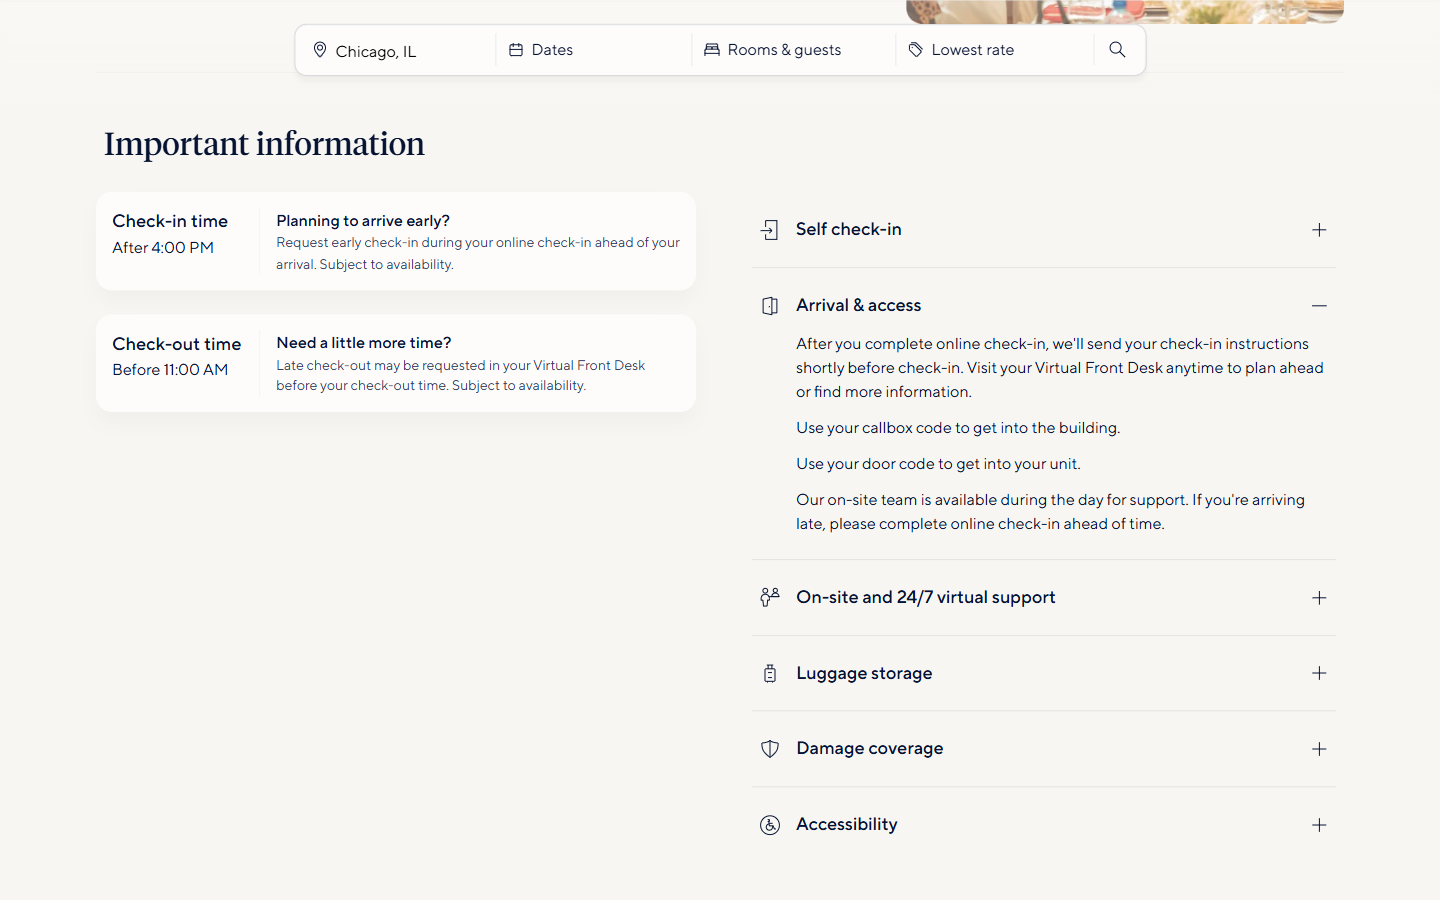 Chicago, IL
Dates
Rooms & guests
Lowest rate
Important information
Check-in time
After 4:00 PM
Planning to arrive early?
Request early check-in during your online check-in ahead of your
arrival. Subject to availability.
Check-out time
Before 11:00 AM
Need a little more time?
Late check-out may be requested in your Virtual Front Desk
before your check-out time. Subject to availability.
Self check-in
Arrival & access
After you complete online check-in, we'll send your check-in instructions
shortly before check-in. Visit your Virtual Front Desk anytime to plan ahead
or find more information.
Use your callbox code to get into the building.
Use your door code to get into your unit.
Our on-site team is available during the day for support. If you're arriving
late, please complete online check-in ahead of time.
On-site and 24/7 virtual support
Luggage storage
Damage coverage
Accessibility